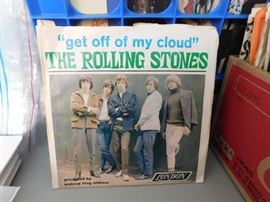 "get off of my cloud"
THE ROLLING STONES
produced by
andrew loog oldham
LONDON